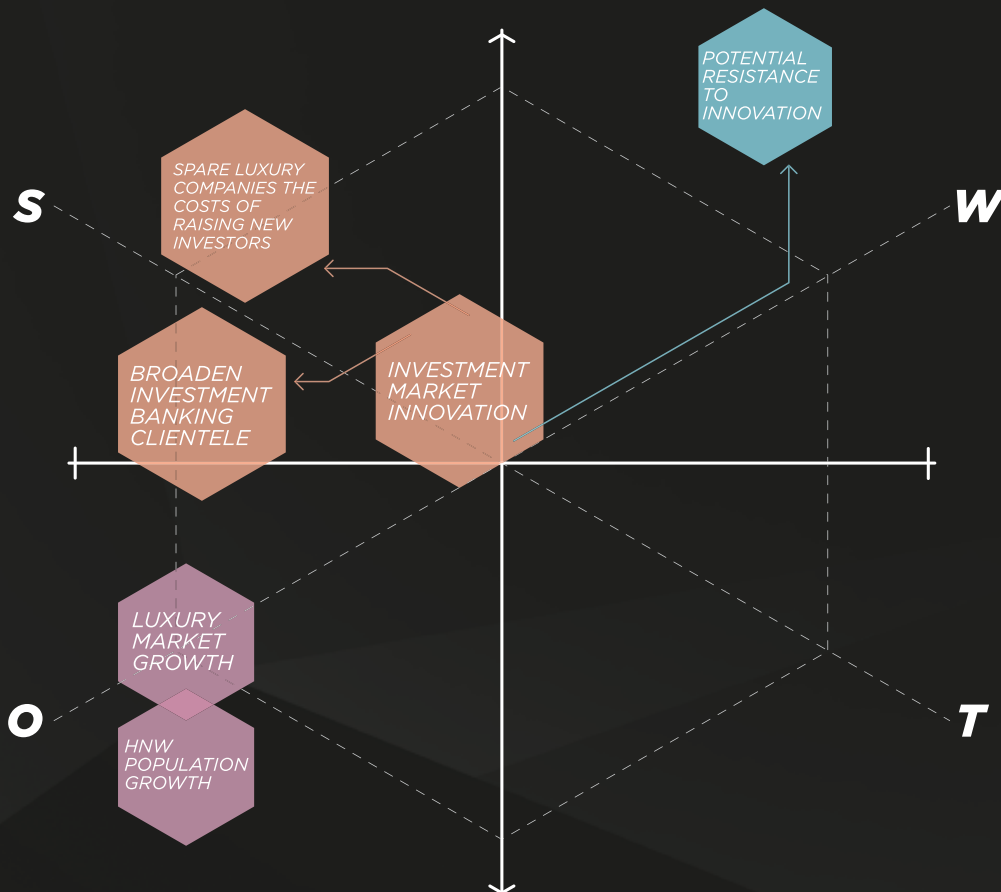 POTENTIAL
RESISTANCE
TO
INNOVATION
SPARE LUXURY
COMPANIES THE
COSTS OF
RAISING NEW
INVESTORS
S
W
BROADEN
INVESTMENT
BANKING
CLIENTELE
INVESTMENT
MARKET
INNOVATION
LUXURY
MARKET
GROWTH
O
T
HNW
POPULATION
GROWTH